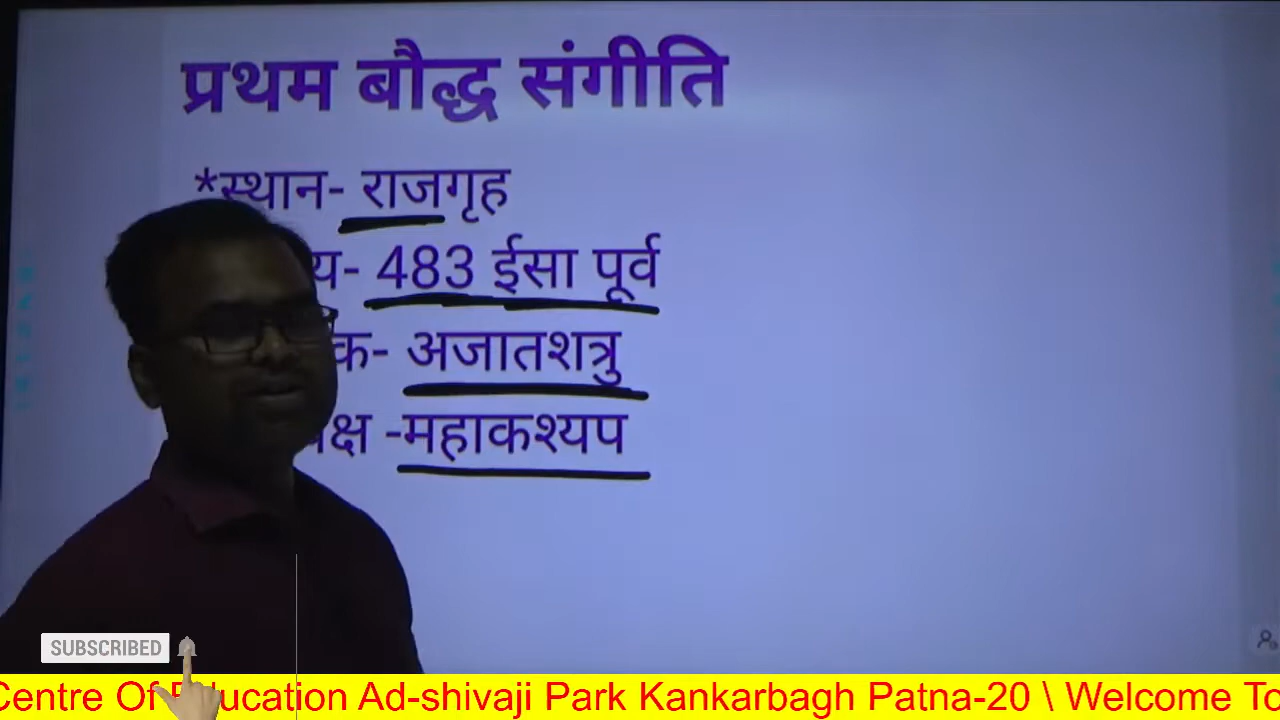 प्रथम बौद्ध संगीति
*स्थान- राजगृह
य- 483 ईसा पूर्व
क- अजातशत्रु
क्ष -महाकश्यप
SUBSCRIBED
Centre Of Education Ad-shivaji Park Kankarbagh Patna-20 \ Welcome To